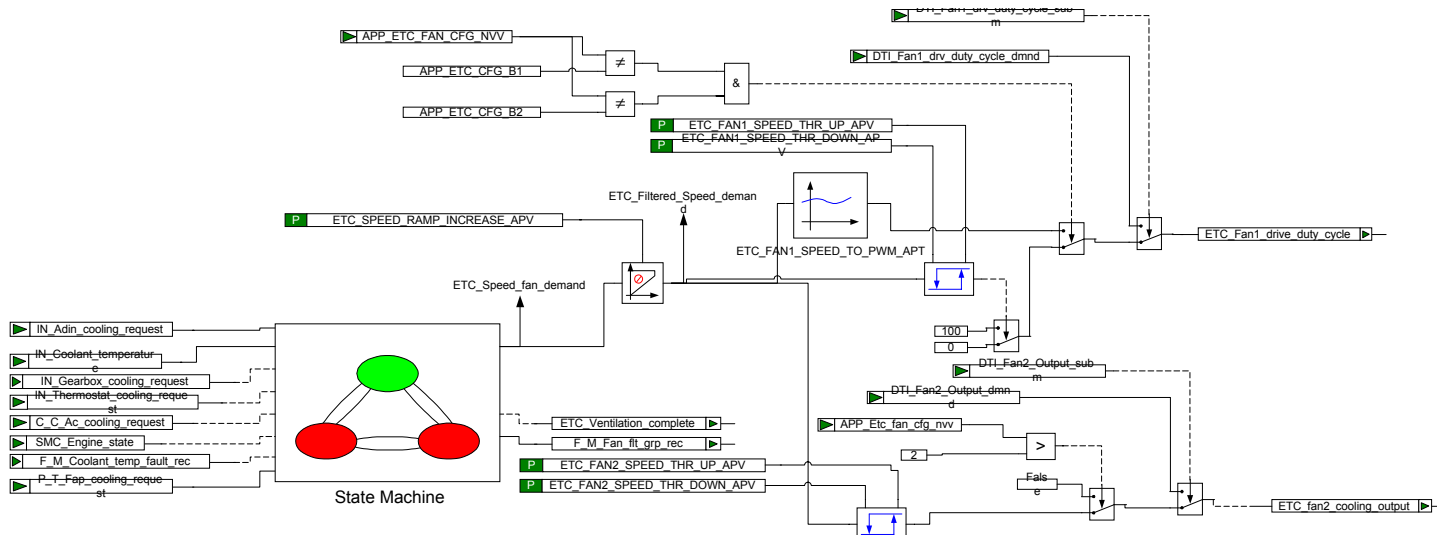 DTI_Fan1_drv_duty_cycle_sub
m
APP_ETC_FAN_CFG_NVV
DTI_Fan1_drv_duty_cycle_dmnd
≠
APP_ETC_CFG_B1
&
≠
APP_ETC_CFG_B2
P ETC_FAN1_SPEED_THR_UP_APV
P ETC_FAN1_SPEED_THR_DOWN_AP
V
ETC_Filtered_Speed_deman
d
P ETC_SPEED_RAMP_INCREASE_APV
ETC_Fan1_drive_duty_cycle
ETC_FAN1_SPEED_TO_PWM_APT
ETC_Speed_fan_demand
IN_Adin_cooling_request
100
0
IN_Coolant_temperatur
e
IN_Gearbox_cooling_request
IN_Thermostat_cooling_reque
st
C_C_Ac_cooling_request
SMC_Engine_state
F_M_Coolant_temp_fault_rec
P_T_Fap_cooling_reque
st
State Machine
ETC_Ventilation_complete
F_M_Fan_flt_grp_rec
DTI_Fan2_Output_sub
m
DTI_Fan2_Output_dmn
d
APP_Etc_fan_cfg_nvv
>
2
P ETC_FAN2_SPEED_THR_UP_APV
P ETC_FAN2_SPEED_THR_DOWN_APV
Fals
e
ETC_fan2_cooling_output